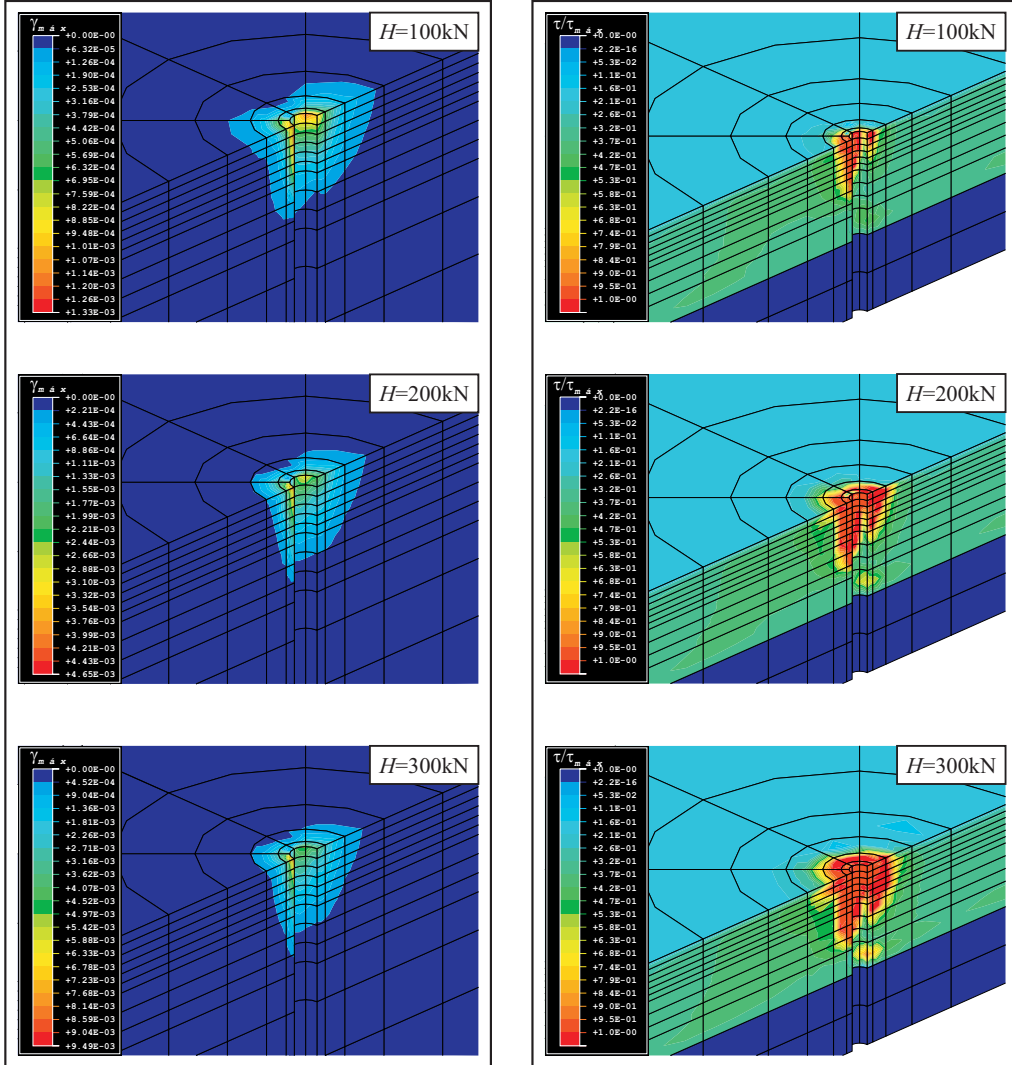 γmáx
H=100kN
+0.00E-00
+6.32E-05
+1.26E-04
+1.90E-04
+2.53E-04
+3.16E-04
+3.79E-04
+4.42E-04
+5.06E-04
+5.69E-04
+6.32E-04
+6.95E-04
+7.59E-04
+8.22E-04
+8.85E-04
+9.48E-04
+1.01E-03
+1.07E-03
+1.14E-03
+1.20E-03
+1.26E-03
+1.33E-03
τ/τmáx
H=100kN
+0.0E-00
+2.2E-16
+5.3E-02
+1.1E-01
+1.6E-01
+2.1E-01
+2.6E-01
+3.2E-01
+3.7E-01
+4.2E-01
+4.7E-01
+5.3E-01
+5.8E-01
+6.3E-01
+6.8E-01
+7.4E-01
+7.9E-01
+8.4E-01
+9.0E-01
+9.5E-01
+1.0E-00
γmáx
H=200kN
+0.00E-00
+2.21E-04
+4.43E-04
+6.64E-04
+8.86E-04
+1.11E-03
+1.33E-03
+1.55E-03
+1.77E-03
+1.99E-03
+2.21E-03
+2.44E-03
+2.66E-03
+2.88E-03
+3.10E-03
+3.32E-03
+3.54E-03
+3.76E-03
+3.99E-03
+4.21E-03
+4.43E-03
+4.65E-03
τ/τmáx
H=200kN
+0.0E-00
+2.2E-16
+5.3E-02
+1.1E-01
+1.6E-01
+2.1E-01
+2.6E-01
+3.2E-01
+3.7E-01
+4.2E-01
+4.7E-01
+5.3E-01
+5.8E-01
+6.3E-01
+6.8E-01
+7.4E-01
+7.9E-01
+8.4E-01
+9.0E-01
+9.5E-01
+1.0E-00
γmáx
H=300kN
+0.00E-00
+4.52E-04
+9.04E-04
+1.36E-03
+1.81E-03
+2.26E-03
+2.71E-03
+3.16E-03
+3.62E-03
+4.07E-03
+4.52E-03
+4.97E-03
+5.42E-03
+5.88E-03
+6.33E-03
+6.78E-03
+7.23E-03
+7.68E-03
+8.14E-03
+8.59E-03
+9.04E-03
+9.49E-03
τ/τmáx
H=300kN
+0.0E-00
+2.2E-16
+5.3E-02
+1.1E-01
+1.6E-01
+2.1E-01
+2.6E-01
+3.2E-01
+3.7E-01
+4.2E-01
+4.7E-01
+5.3E-01
+5.8E-01
+6.3E-01
+6.8E-01
+7.4E-01
+7.9E-01
+8.4E-01
+9.0E-01
+9.5E-01
+1.0E-00